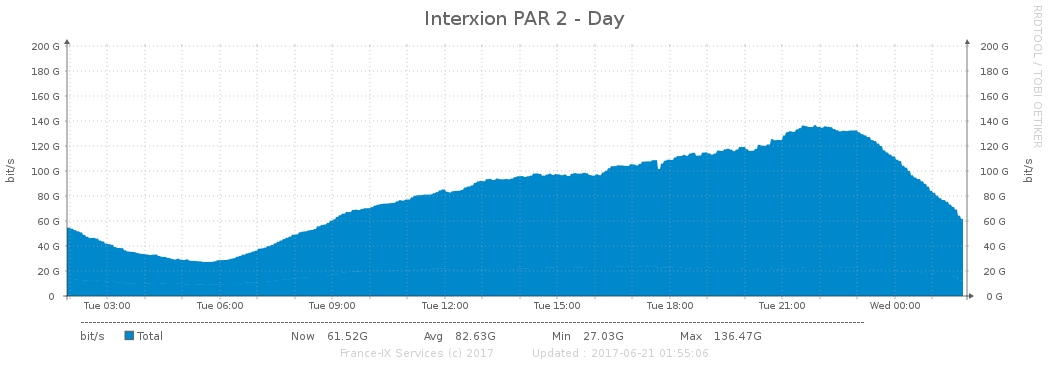 Interxion PAR 2 - Day
RRDTOOL / TOBI OETIKER
bit/s
bit/s
200 G 200 G
180 G 180 G
160 G 160 G
140 G 140 G
120 G 120 G
100 G 100 G
80 G 80 G
60 G 60 G
40 G 40 G
20 G 20 G
0 0 G
Tue 03:00 Tue 06:00 Tue 09:00 Tue 12:00 Tue 15:00 Tue 18:00 Tue 21:00 Wed 00:00
bit/s Total Now 61.52G Avg 82.63G Min 27.03G Max 136.47G
France-IX Services (c) 2017 Updated : 2017-06-21 01:55:06